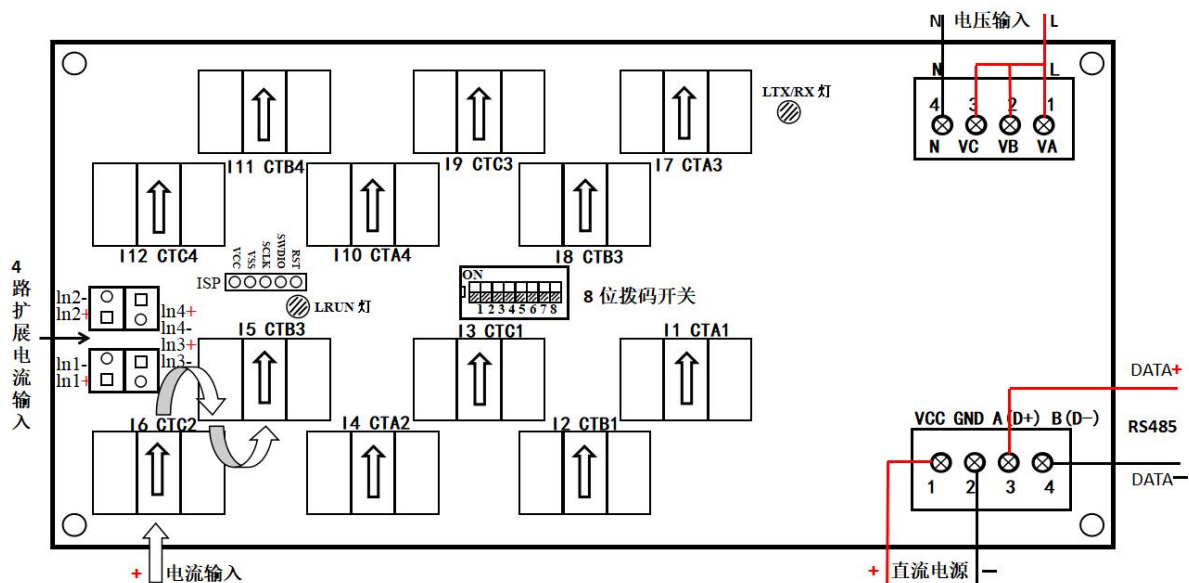 N 电压输入 L
N L
4 3 2 1
N VC VB VA
LTX/RX 灯
I11 CTB4
I9 CTC3
I7 CTA3
I12 CTC4
I10 CTA4
I8 CTB3
VCC
VSS
SCLK
SWDIO
RST
ISP
LRUN 灯
ON
1 2 3 4 5 6 7 8
8 位拨码开关
4
路
扩
展
电
流
输
入
ln2-
ln2+
ln4+
ln4-
ln1-
ln1+
ln3+
ln3-
I5 CTB3
I3 CTC1
I1 CTA1
I6 CTC2
I4 CTA2
I2 CTB1
DATA+
VCC GND A(D+) B(D-)
RS485
1 2 3 4
DATA—
+ 电流输入
+ 直流电源 —